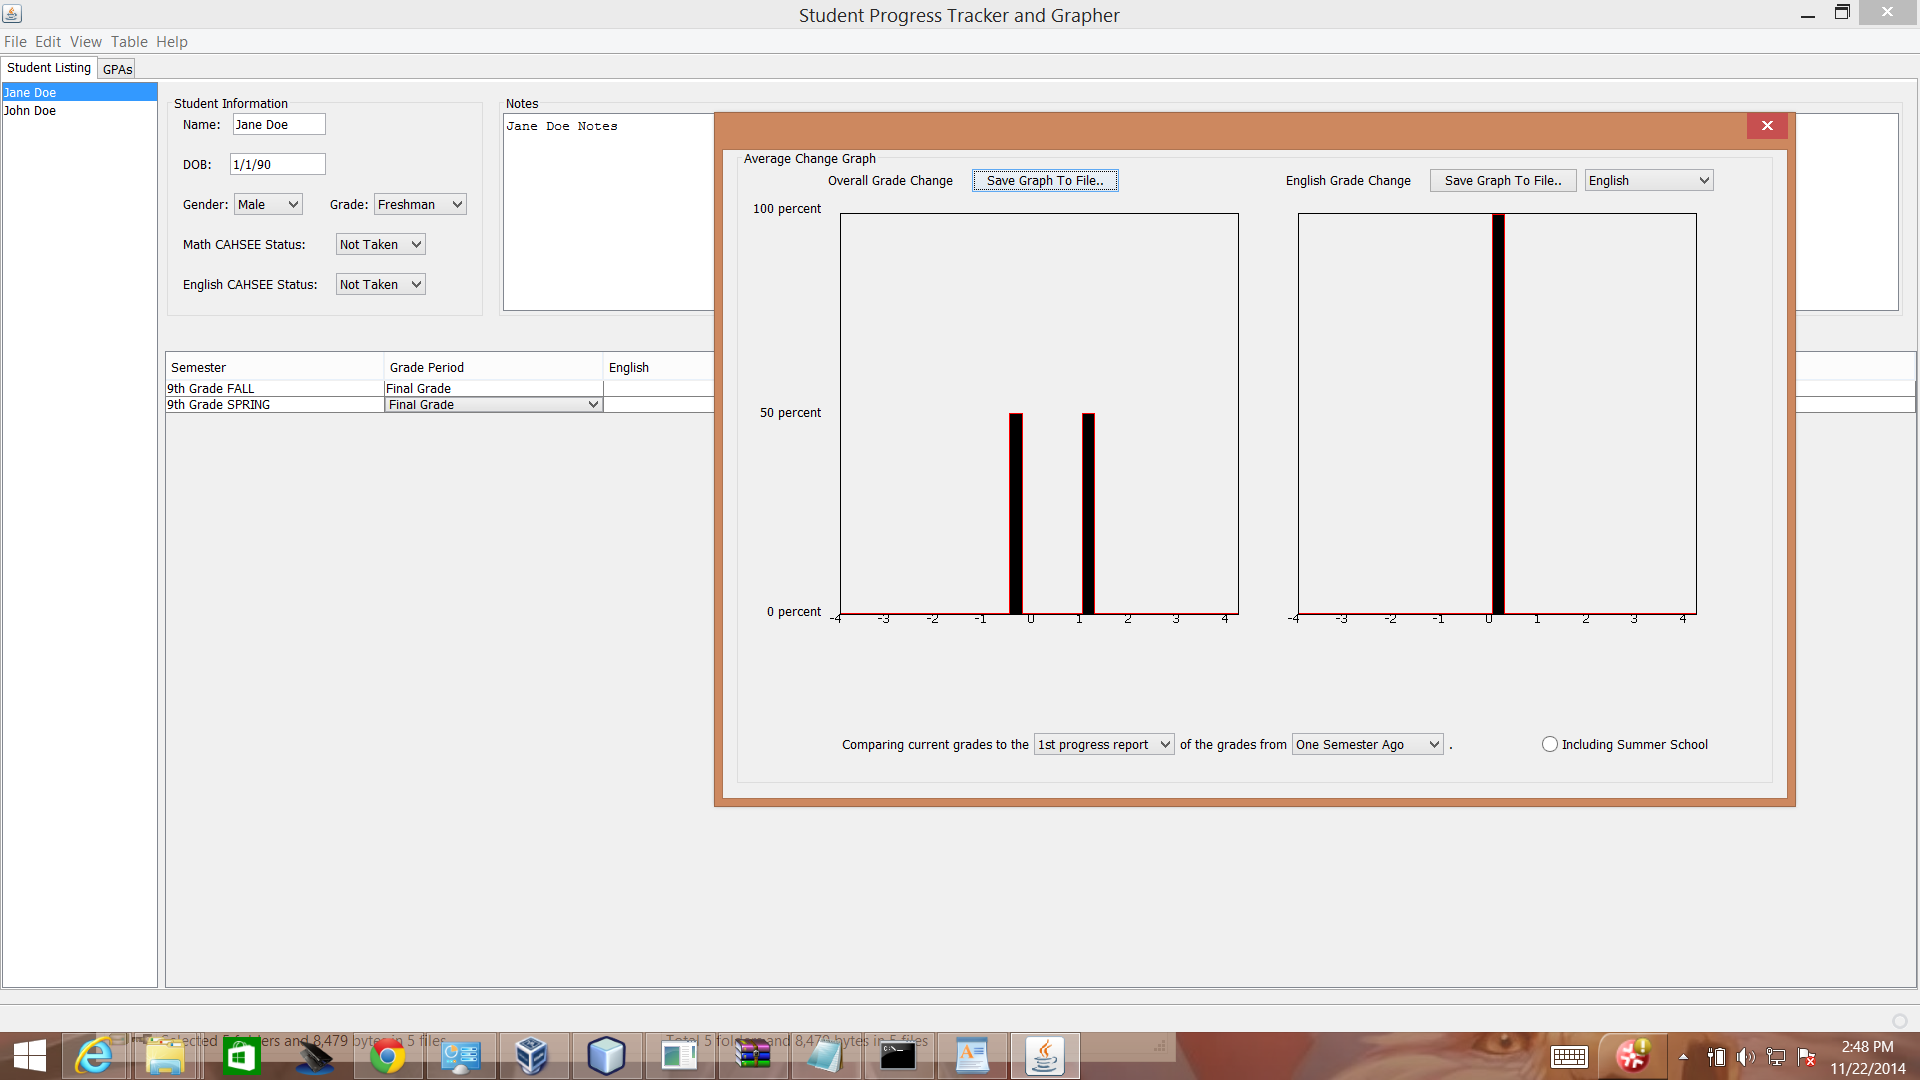 Student Progress Tracker and Grapher
File Edit View Table Help
Student Listing GPAs
Jane Doe
John Doe
Student Information
Name: Jane Doe
DOB: 1/1/90
Gender: Male Grade: Freshman
Math CAHSEE Status: Not Taken
English CAHSEE Status: Not Taken
Notes
Jane Doe Notes
Semester Grade Period English
9th Grade FALL Final Grade
9th Grade SPRING Final Grade
Average Change Graph
Overall Grade Change Save Graph To File.. English Grade Change Save Graph To File.. English
100 percent
50 percent
0 percent
-4 -3 -2 -1 0 1 2 3 4 -4 -3 -2 -1 0 1 2 3 4
Comparing current grades to the 1st progress report of the grades from One Semester Ago . Including Summer School
and 8,479 bytes in 5 files Total 5 folders and 8,479 bytes in 5 files
2:48 PM
11/22/2014